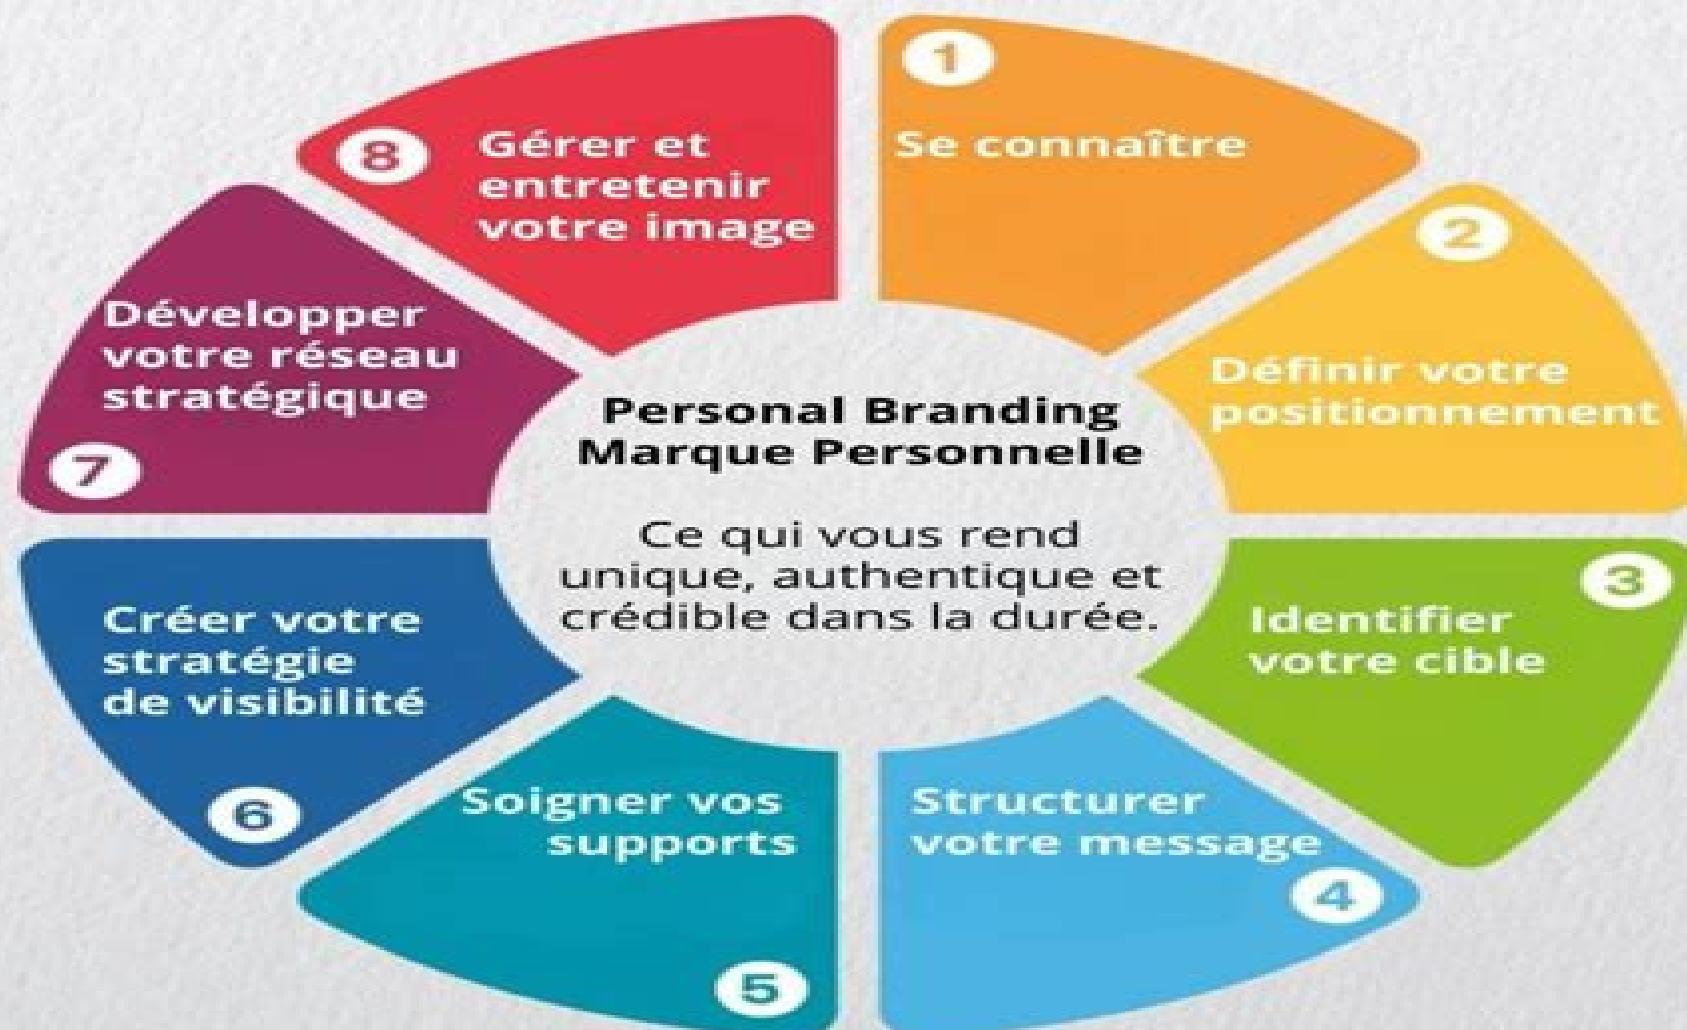 Personal Branding
Marque Personnelle
Ce qui vous rend
unique, authentique et
crédible dans la durée.
1
Se connaître
2
Définir votre
positionnement
3
Identifier
votre cible
Structurer
votre message
4
Soigner vos
supports
5
Créer votre
stratégie
de visibilité
6
Développer
votre réseau
stratégique
7
8
Gérer et
entretenir
votre image